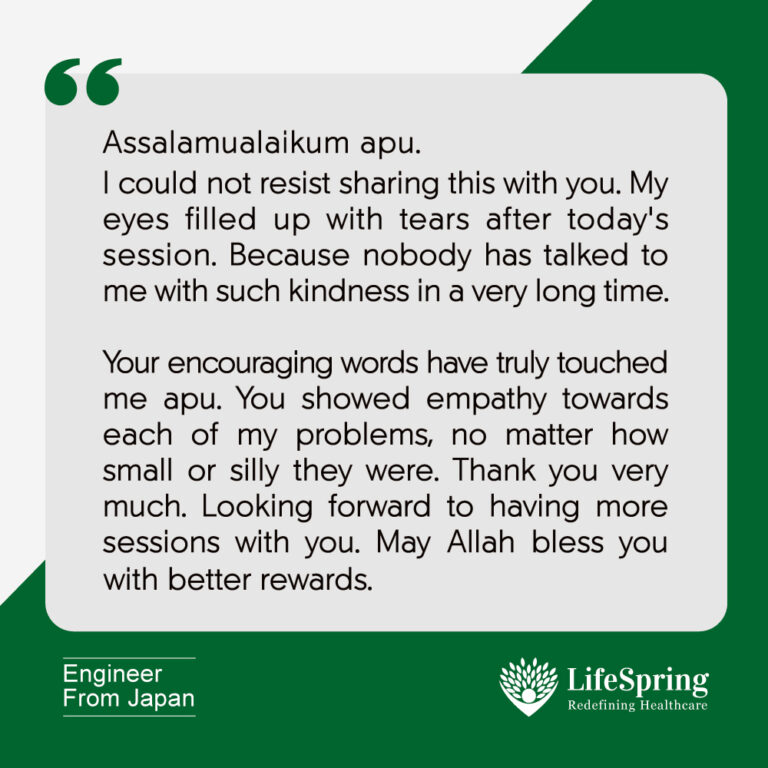 “
Assalamualaikum apu.
I could not resist sharing this with you. My
eyes filled up with tears after today's
session. Because nobody has talked to
me with such kindness in a very long time.
Your encouraging words have truly touched
me apu. You showed empathy towards
each of my problems, no matter how
small or silly they were. Thank you very
much. Looking forward to having more
sessions with you. May Allah bless you
with better rewards.
Engineer
From Japan
LifeSpring
Redefining Healthcare